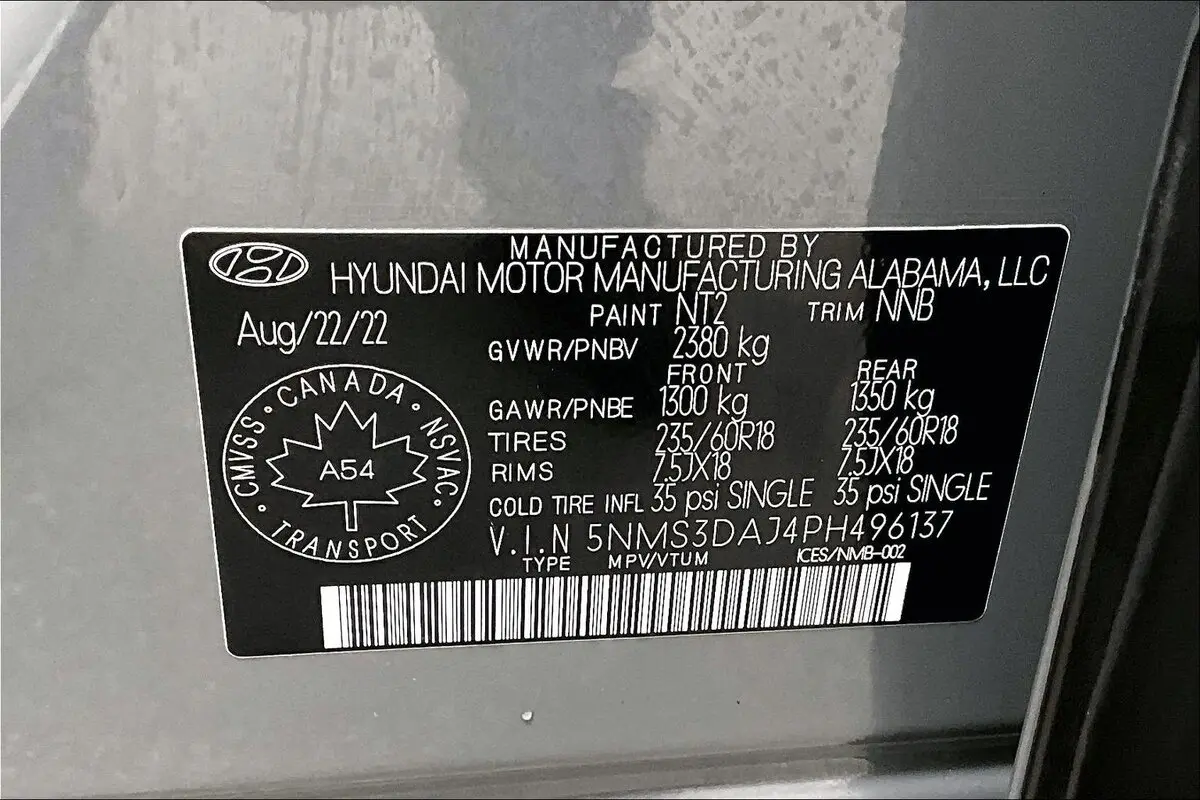 MANUFACTURED BY
HYUNDAI MOTOR MANUFACTURING ALABAMA, LLC
PAINT NT2 TRIM NNB
Aug/22/22
GVWR/PNBV 2380 kg
FRONT REAR
GAWR/PNBE 1300 kg 1350 kg
TIRES 235/60R18 235/60R18
RIMS 7.5JX18 7.5JX18
COLD TIRE INFL 35 psi SINGLE 35 psi SINGLE
V.I.N 5NMS3DAJ4PH496137
TYPE MPV/VTUM ICES/NMB-002
CMVSS • CANADA • NSVAC • TRANSPORT •
A54